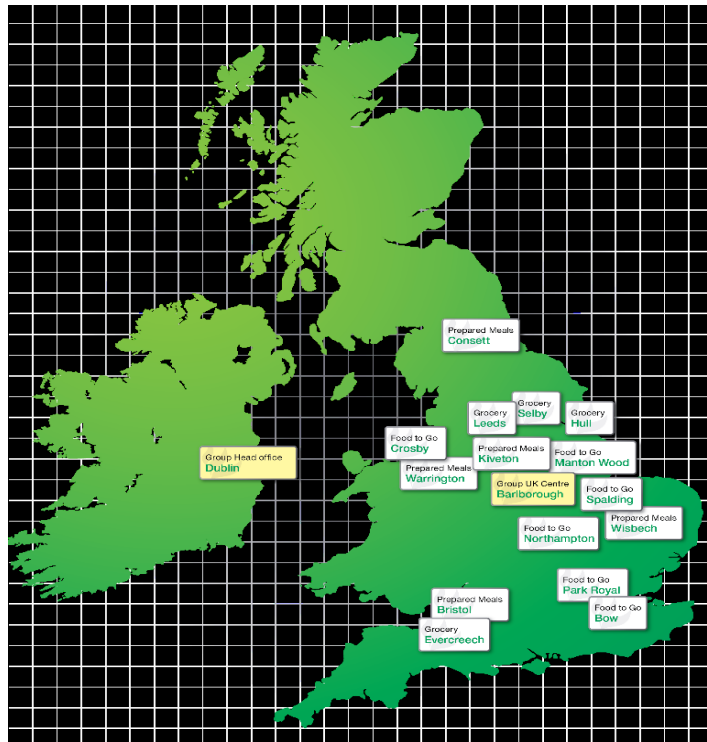 Prepared Meals
Consett
Grocery
Selby
Grocery
Leeds
Grocery
Hull
Food to Go
Crosby
Prepared Meals
Kiveton
Food to Go
Manton Wood
Group Head office
Dublin
Prepared Meals
Warrington
Group UK Centre
Barlborough
Food to Go
Spalding
Prepared Meals
Wisbech
Food to Go
Northampton
Food to Go
Park Royal
Prepared Meals
Bristol
Food to Go
Bow
Grocery
Evercreech